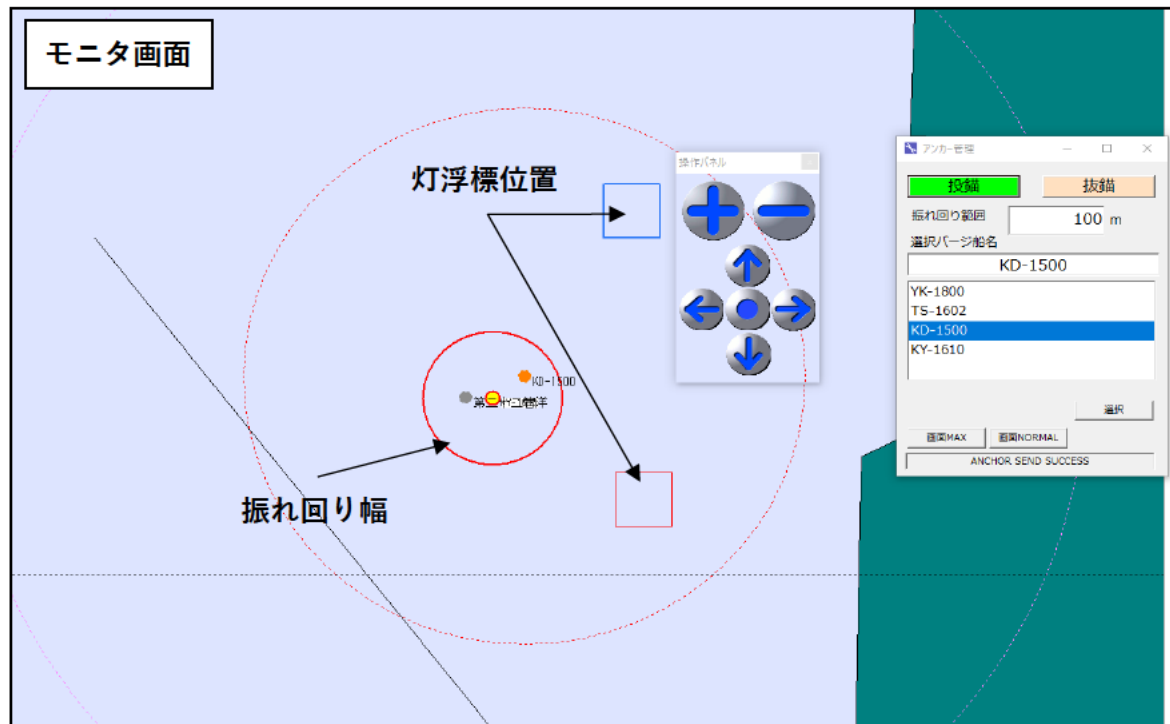 モニタ画面
灯浮標位置
操作パネル
KD-1500
振れ回り幅
アンカー管理
投錨
抜錨
振れ回り範囲
100 m
選択バージ船名
KD-1500
YK-1800
TS-1602
KD-1500
KY-1610
選択
画面MAX
画面NORMAL
ANCHOR SEND SUCCESS